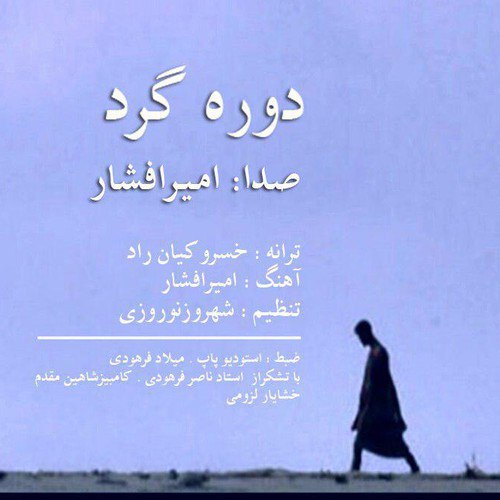 دوره گرد
صدا: امیرافشار
ترانه : خسرو کیان راد
آهنگ : امیرافشار
تنظیم : شهروزنوروزی
ضبط : استودیو پاپ . میلاد فرهودی
با تشکراز استاد ناصر فرهودی . کامبیزشاهین مقدم
خشایار لزومی